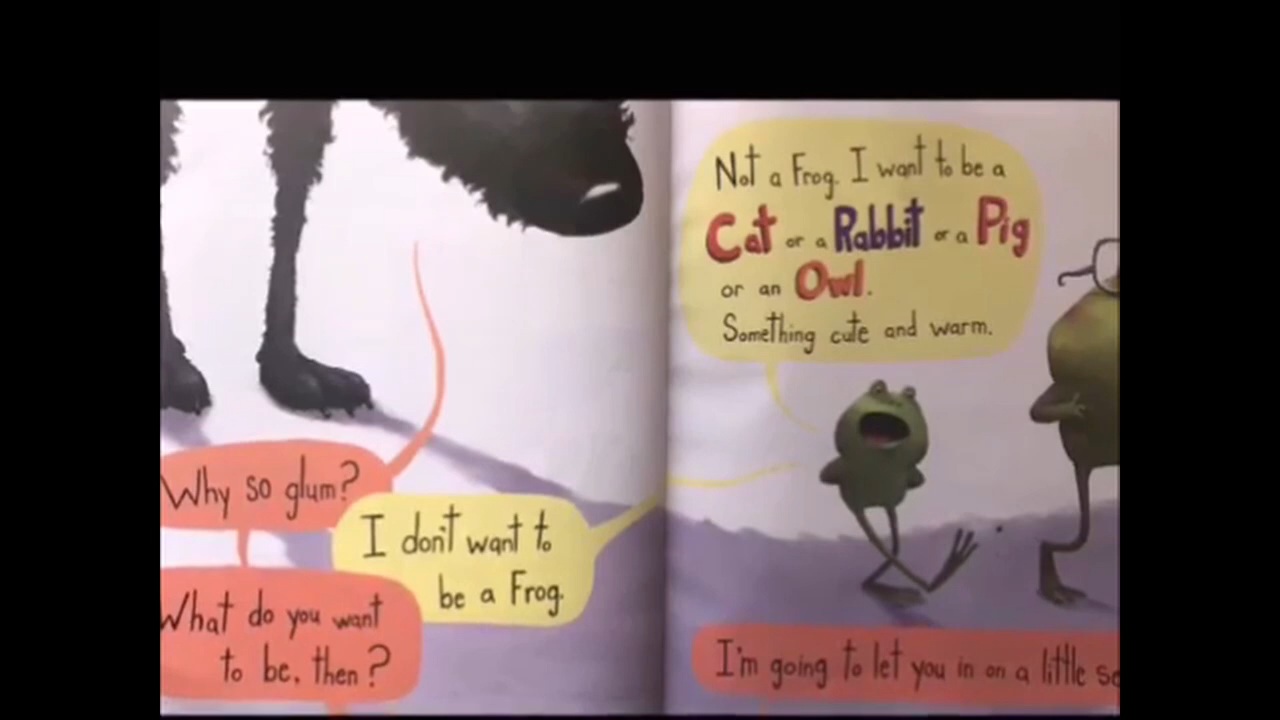 Why so glum?
I don't want to
be a Frog.
What do you want
to be, then?
Not a Frog. I want to be a
Cat or a Rabbit or a Pig
or an Owl.
Something cute and warm.
I'm going to let you in on a little